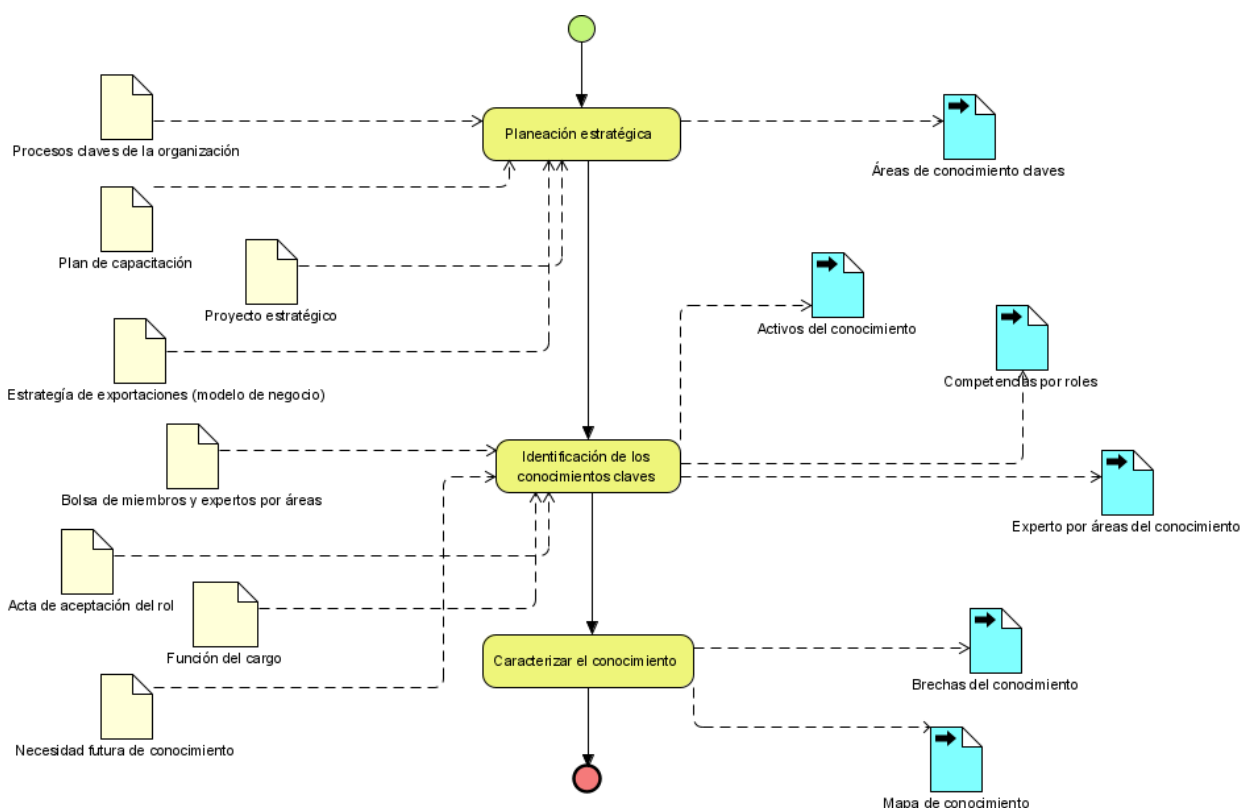 Procesos claves de la organización
Planeación estratégica
Áreas de conocimiento claves
Plan de capacitación
Proyecto estratégico
Activos del conocimiento
Estrategía de exportaciones (modelo de negocio)
Competencias por roles
Identificación de los
conocimientos claves
Bolsa de miembros y expertos por áreas
Experto por áreas del conocimiento
Acta de aceptación del rol
Función del cargo
Caracterizar el conocimiento
Brechas del conocimiento
Necesidad futura de conocimiento
Mapa de conocimiento